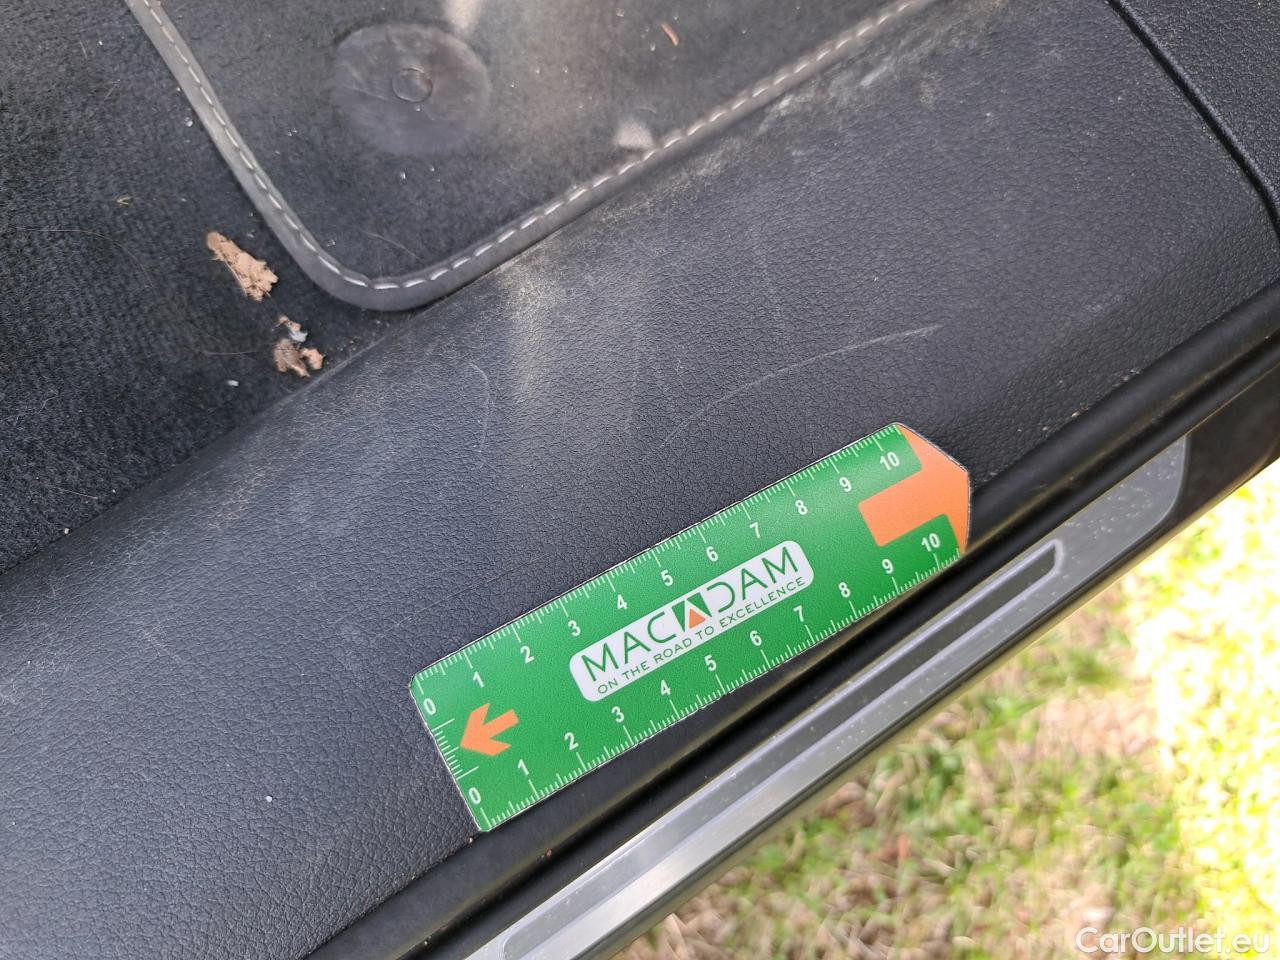 0 1 2 3 4 5 6 7 8 9 10
MACADAM
ON THE ROAD TO EXCELLENCE
0 1 2 3 4 5 6 7 8 9 10
CarOutlet.eu